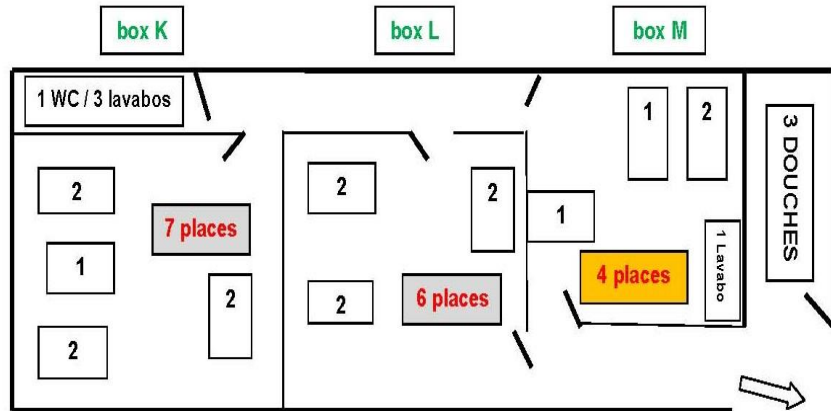 box K
box L
box M
1 WC / 3 lavabos
1
2
3 DOUCHES
2
2
2
1
7 places
1
1 Lavabo
4 places
2
2
6 places
2